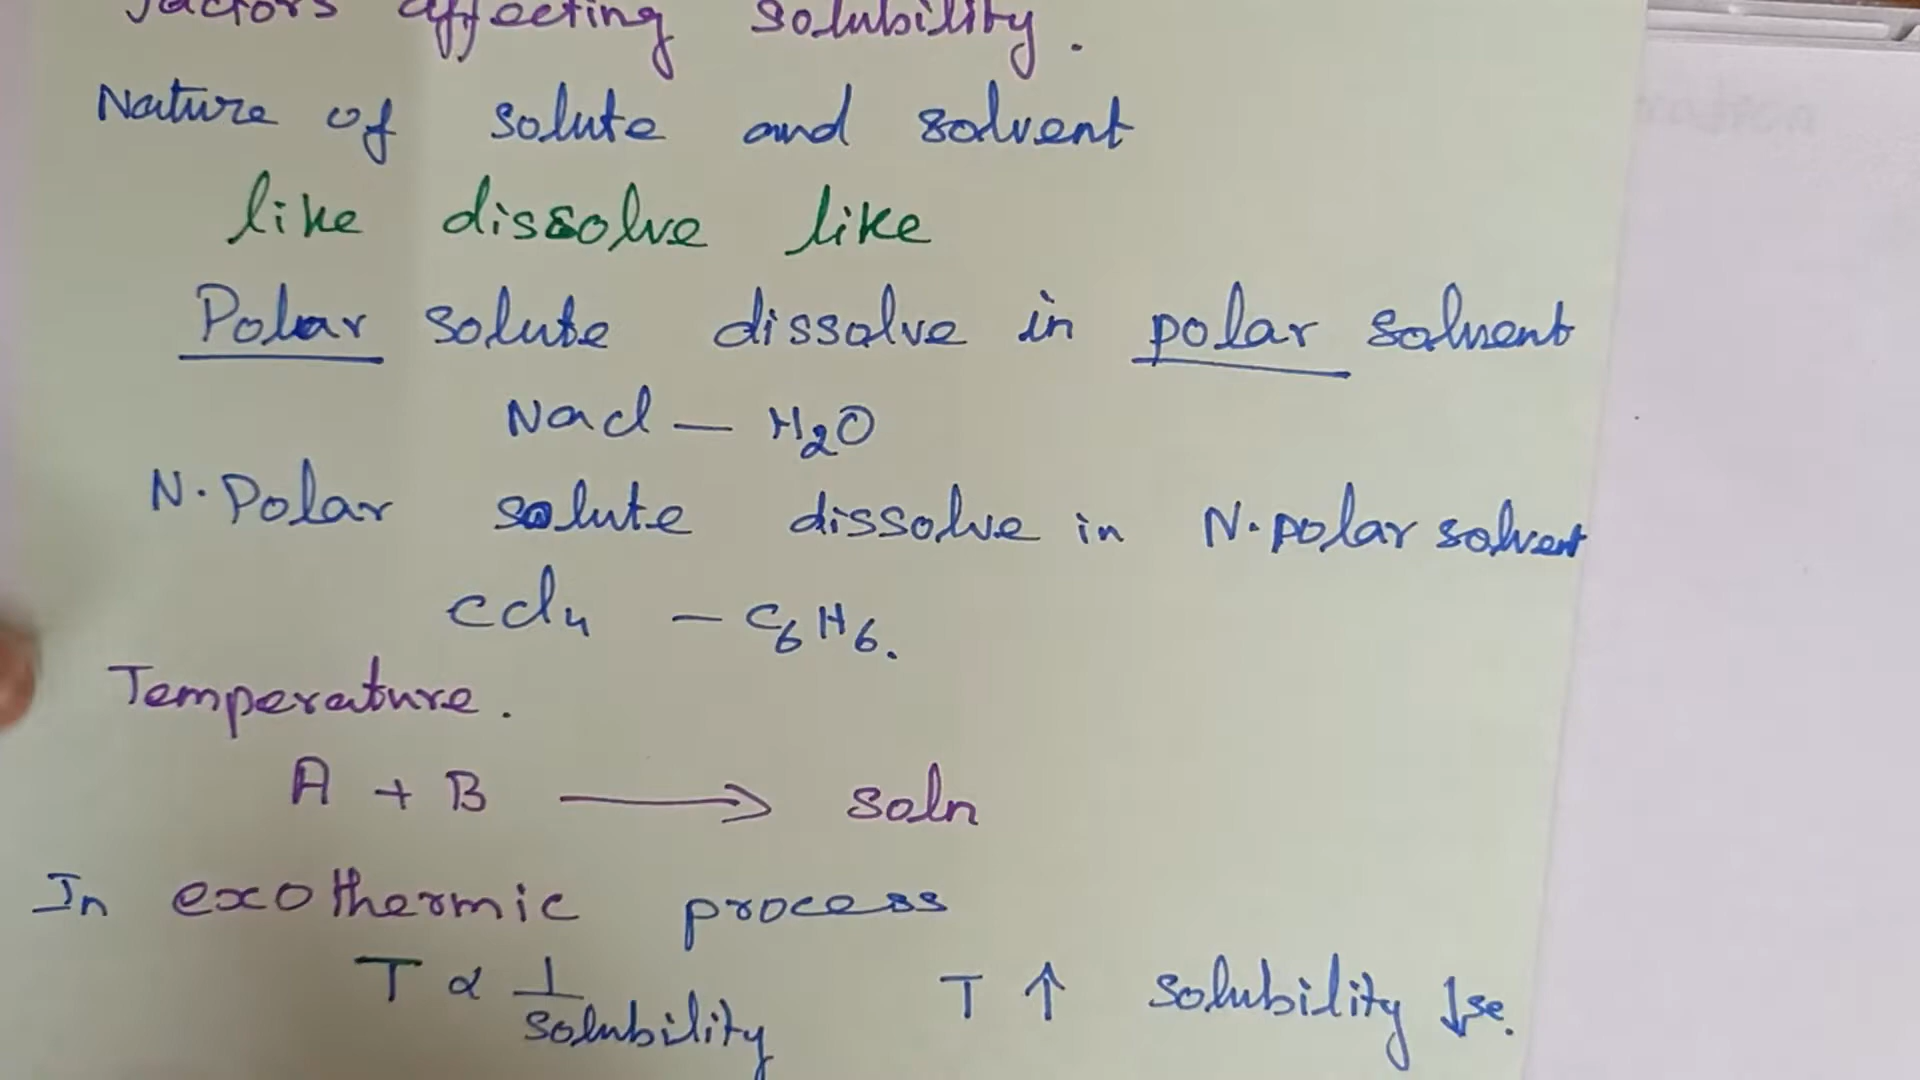 factors affecting solubility.
Nature of solute and solvent
like dissolve like
Polar solute dissolve in polar solvent
Nacl — H2O
N.Polar solute dissolve in N.polar solvent
ccl4 — C6H6.
Temperature.
A + B ⟶ soln
In exothermic process
T ∝ 1/solubility T ↑ solubility ↓se.